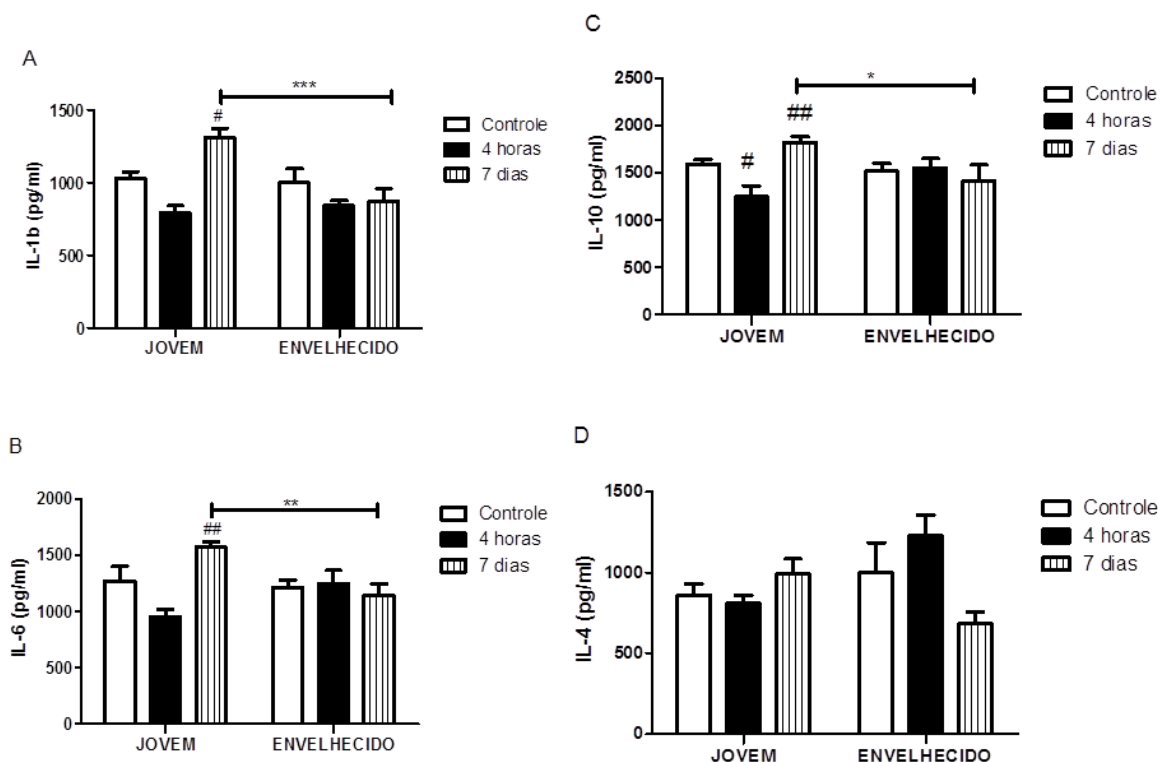 A
***
#
1500
1000
500
0
IL-1b (pg/ml)
JOVEM
ENVELHECIDO
Controle
4 horas
7 dias
B
**
##
2000
1500
1000
500
0
IL-6 (pg/ml)
JOVEM
ENVELHECIDO
Controle
4 horas
7 dias
C
*
##
#
2500
2000
1500
1000
500
0
IL-10 (pg/ml)
JOVEM
ENVELHECIDO
Controle
4 horas
7 dias
D
1500
1000
500
0
IL-4 (pg/ml)
JOVEM
ENVELHECIDO
Controle
4 horas
7 dias